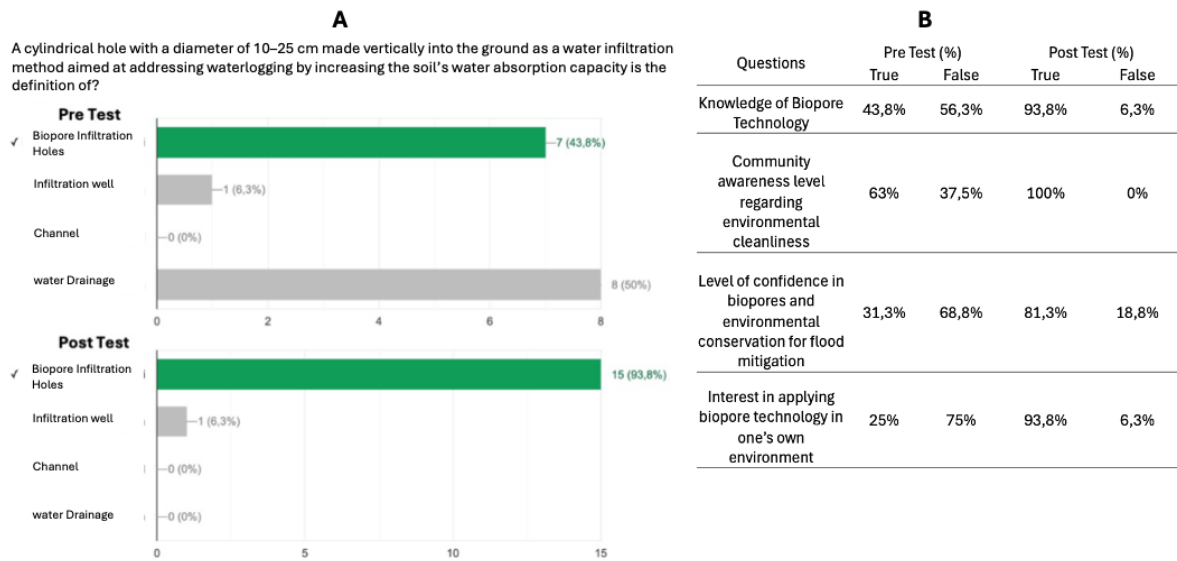 A
A cylindrical hole with a diameter of 10–25 cm made vertically into the ground as a water infiltration
method aimed at addressing waterlogging by increasing the soil's water absorption capacity is the
definition of?
Pre Test
✓ Biopore Infiltration
Holes
7 (43,8%)
Infiltration well
1 (6,3%)
Channel
0 (0%)
water Drainage
8 (50%)
0 2 4 6 8
Post Test
✓ Biopore Infiltration
Holes
15 (93,8%)
Infiltration well
1 (6,3%)
Channel
0 (0%)
water Drainage
0 (0%)
0 5 10 15
B
Questions
Pre Test (%) Post Test (%)
True False True False
Knowledge of Biopore
Technology
43,8% 56,3% 93,8% 6,3%
Community
awareness level
regarding
environmental
cleanliness
63% 37,5% 100% 0%
Level of confidence in
biopores and
environmental
conservation for flood
mitigation
31,3% 68,8% 81,3% 18,8%
Interest in applying
biopore technology in
one's own
environment
25% 75% 93,8% 6,3%